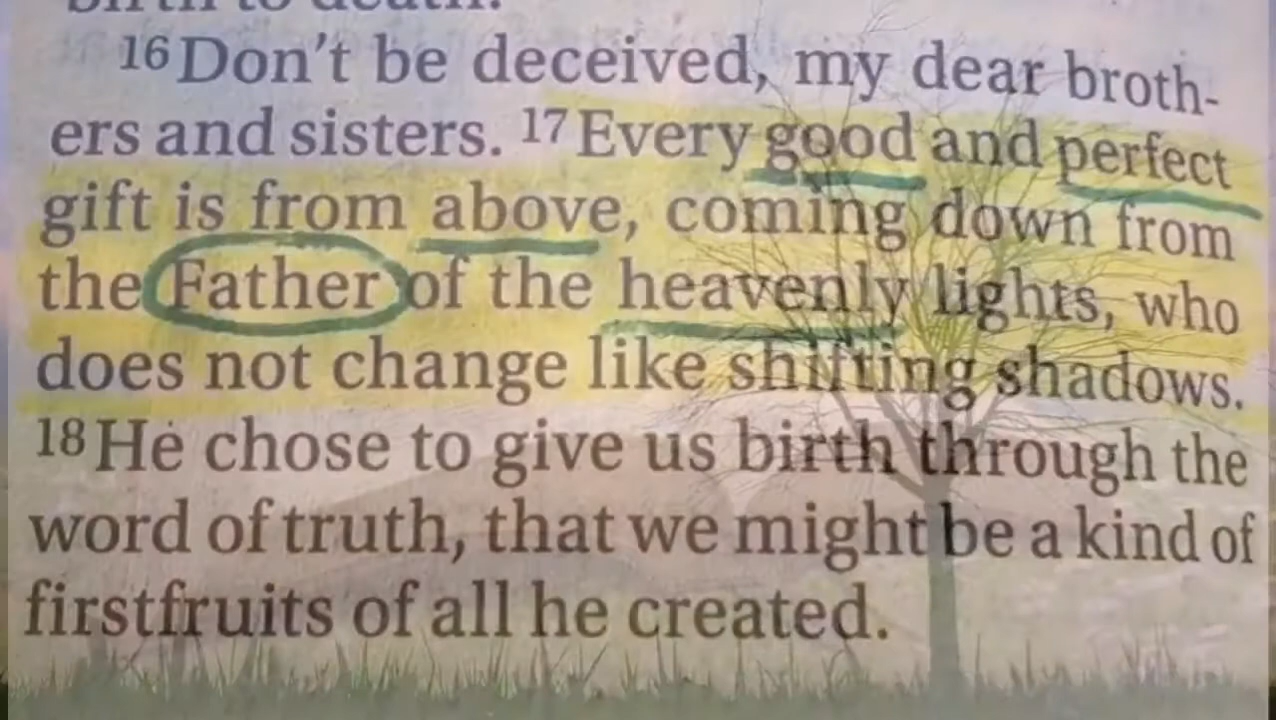 birth to death.
16 Don't be deceived, my dear broth-
ers and sisters. 17 Every good and perfect
gift is from above, coming down from
the Father of the heavenly lights, who
does not change like shifting shadows.
18 He chose to give us birth through the
word of truth, that we might be a kind of
firstfruits of all he created.